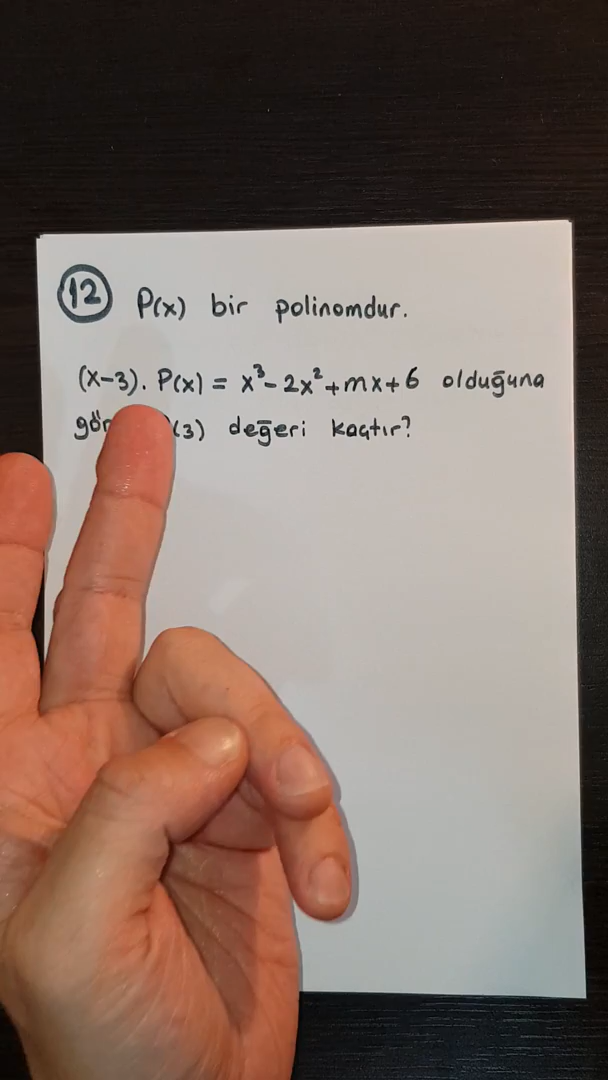 12 P(x) bir polinomdur.
(x-3). P(x) = x³- 2x²+mx+6 olduğuna
(3) değeri kaçtır?